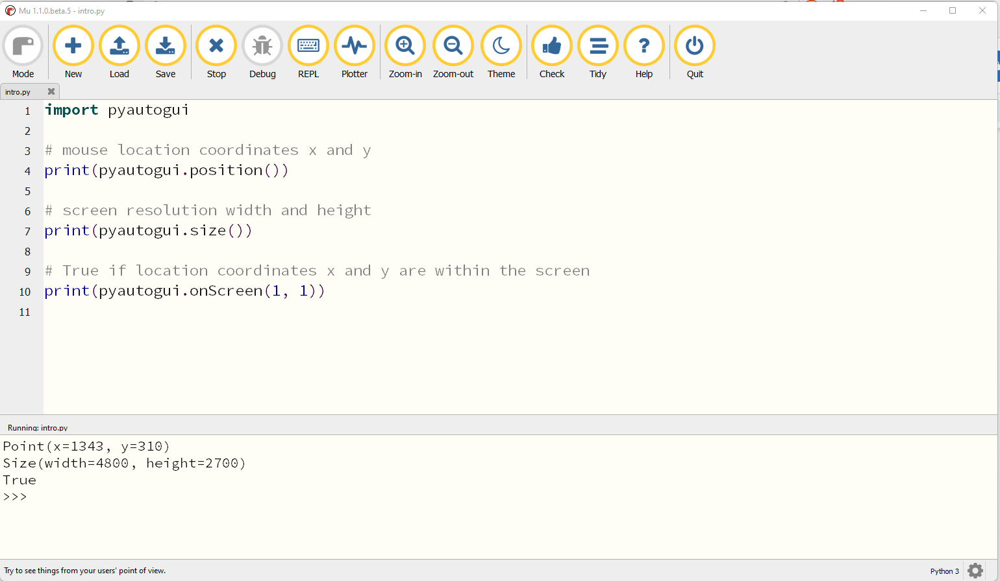 Mu 1.1.0.beta.5 - intro.py
Mode New Load Save Stop Debug REPL Plotter Zoom-in Zoom-out Theme Check Tidy Help Quit
intro.py
1 import pyautogui
2
3 # mouse location coordinates x and y
4 print(pyautogui.position())
5
6 # screen resolution width and height
7 print(pyautogui.size())
8
9 # True if location coordinates x and y are within the screen
10 print(pyautogui.onScreen(1, 1))
11
Running: intro.py
Point(x=1343, y=310)
Size(width=4800, height=2700)
True
>>>
Try to see things from your users' point of view.
Python 3